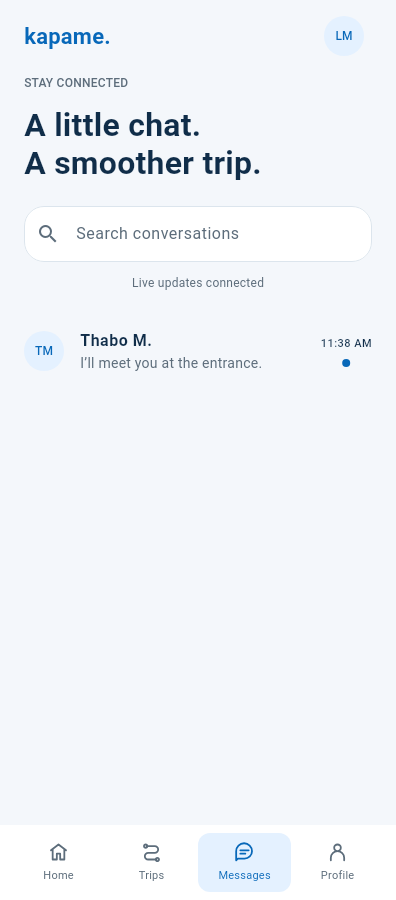 kapame.
LM
STAY CONNECTED
A little chat.
A smoother trip.
Search conversations
Live updates connected
TM
Thabo M.
11:38 AM
I’ll meet you at the entrance.
Home
Trips
Messages
Profile